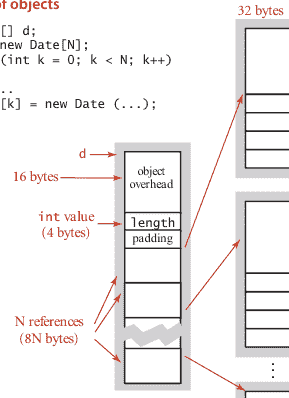 of objects
[] d;
new Date[N];
(int k = 0; k < N; k++)
..
[k] = new Date (...);
32 bytes
d
16 bytes
object
overhead
int value
(4 bytes)
length
padding
N references
(8N bytes)